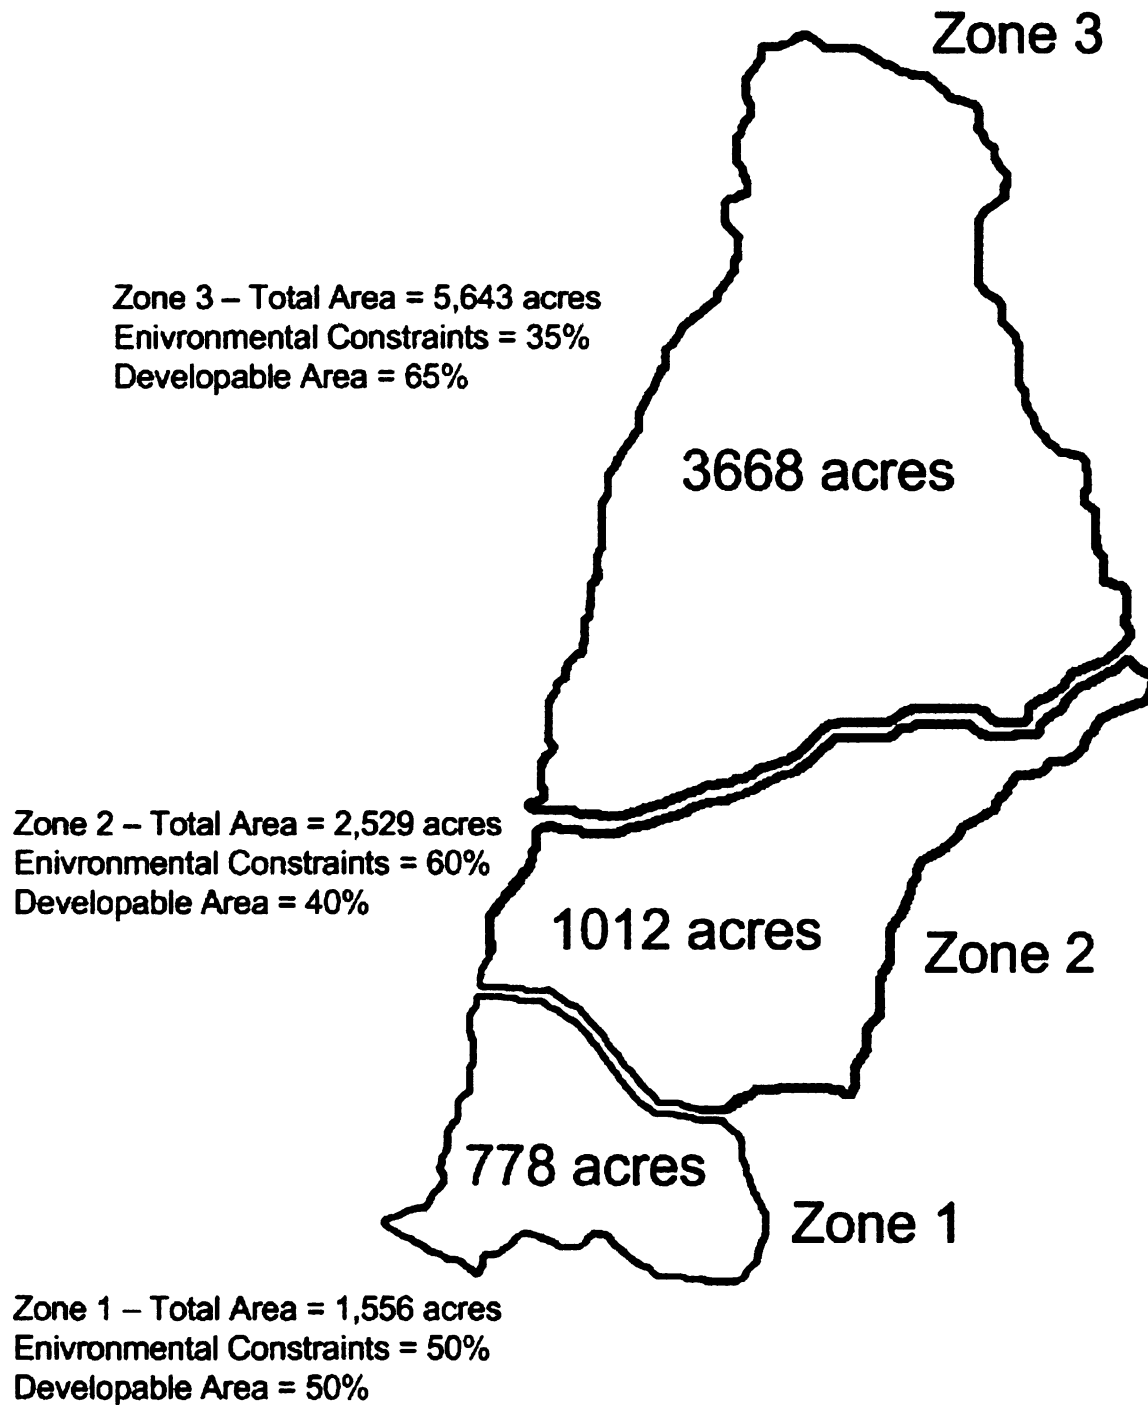 Zone 3
Zone 3 – Total Area = 5,643 acres
Enivronmental Constraints = 35%
Developable Area = 65%
3668 acres
Zone 2 – Total Area = 2,529 acres
Enivronmental Constraints = 60%
Developable Area = 40%
1012 acres
Zone 2
778 acres
Zone 1
Zone 1 – Total Area = 1,556 acres
Enivronmental Constraints = 50%
Developable Area = 50%